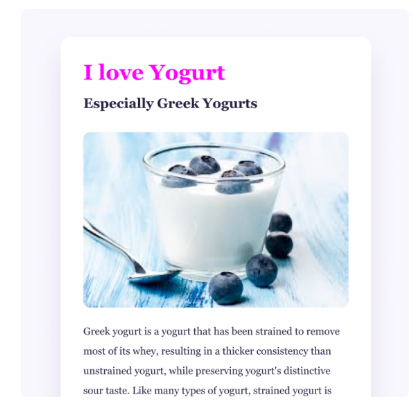 I love Yogurt
Especially Greek Yogurts
Greek yogurt is a yogurt that has been strained to remove
most of its whey, resulting in a thicker consistency than
unstrained yogurt, while preserving yogurt's distinctive
sour taste. Like many types of yogurt, strained yogurt is